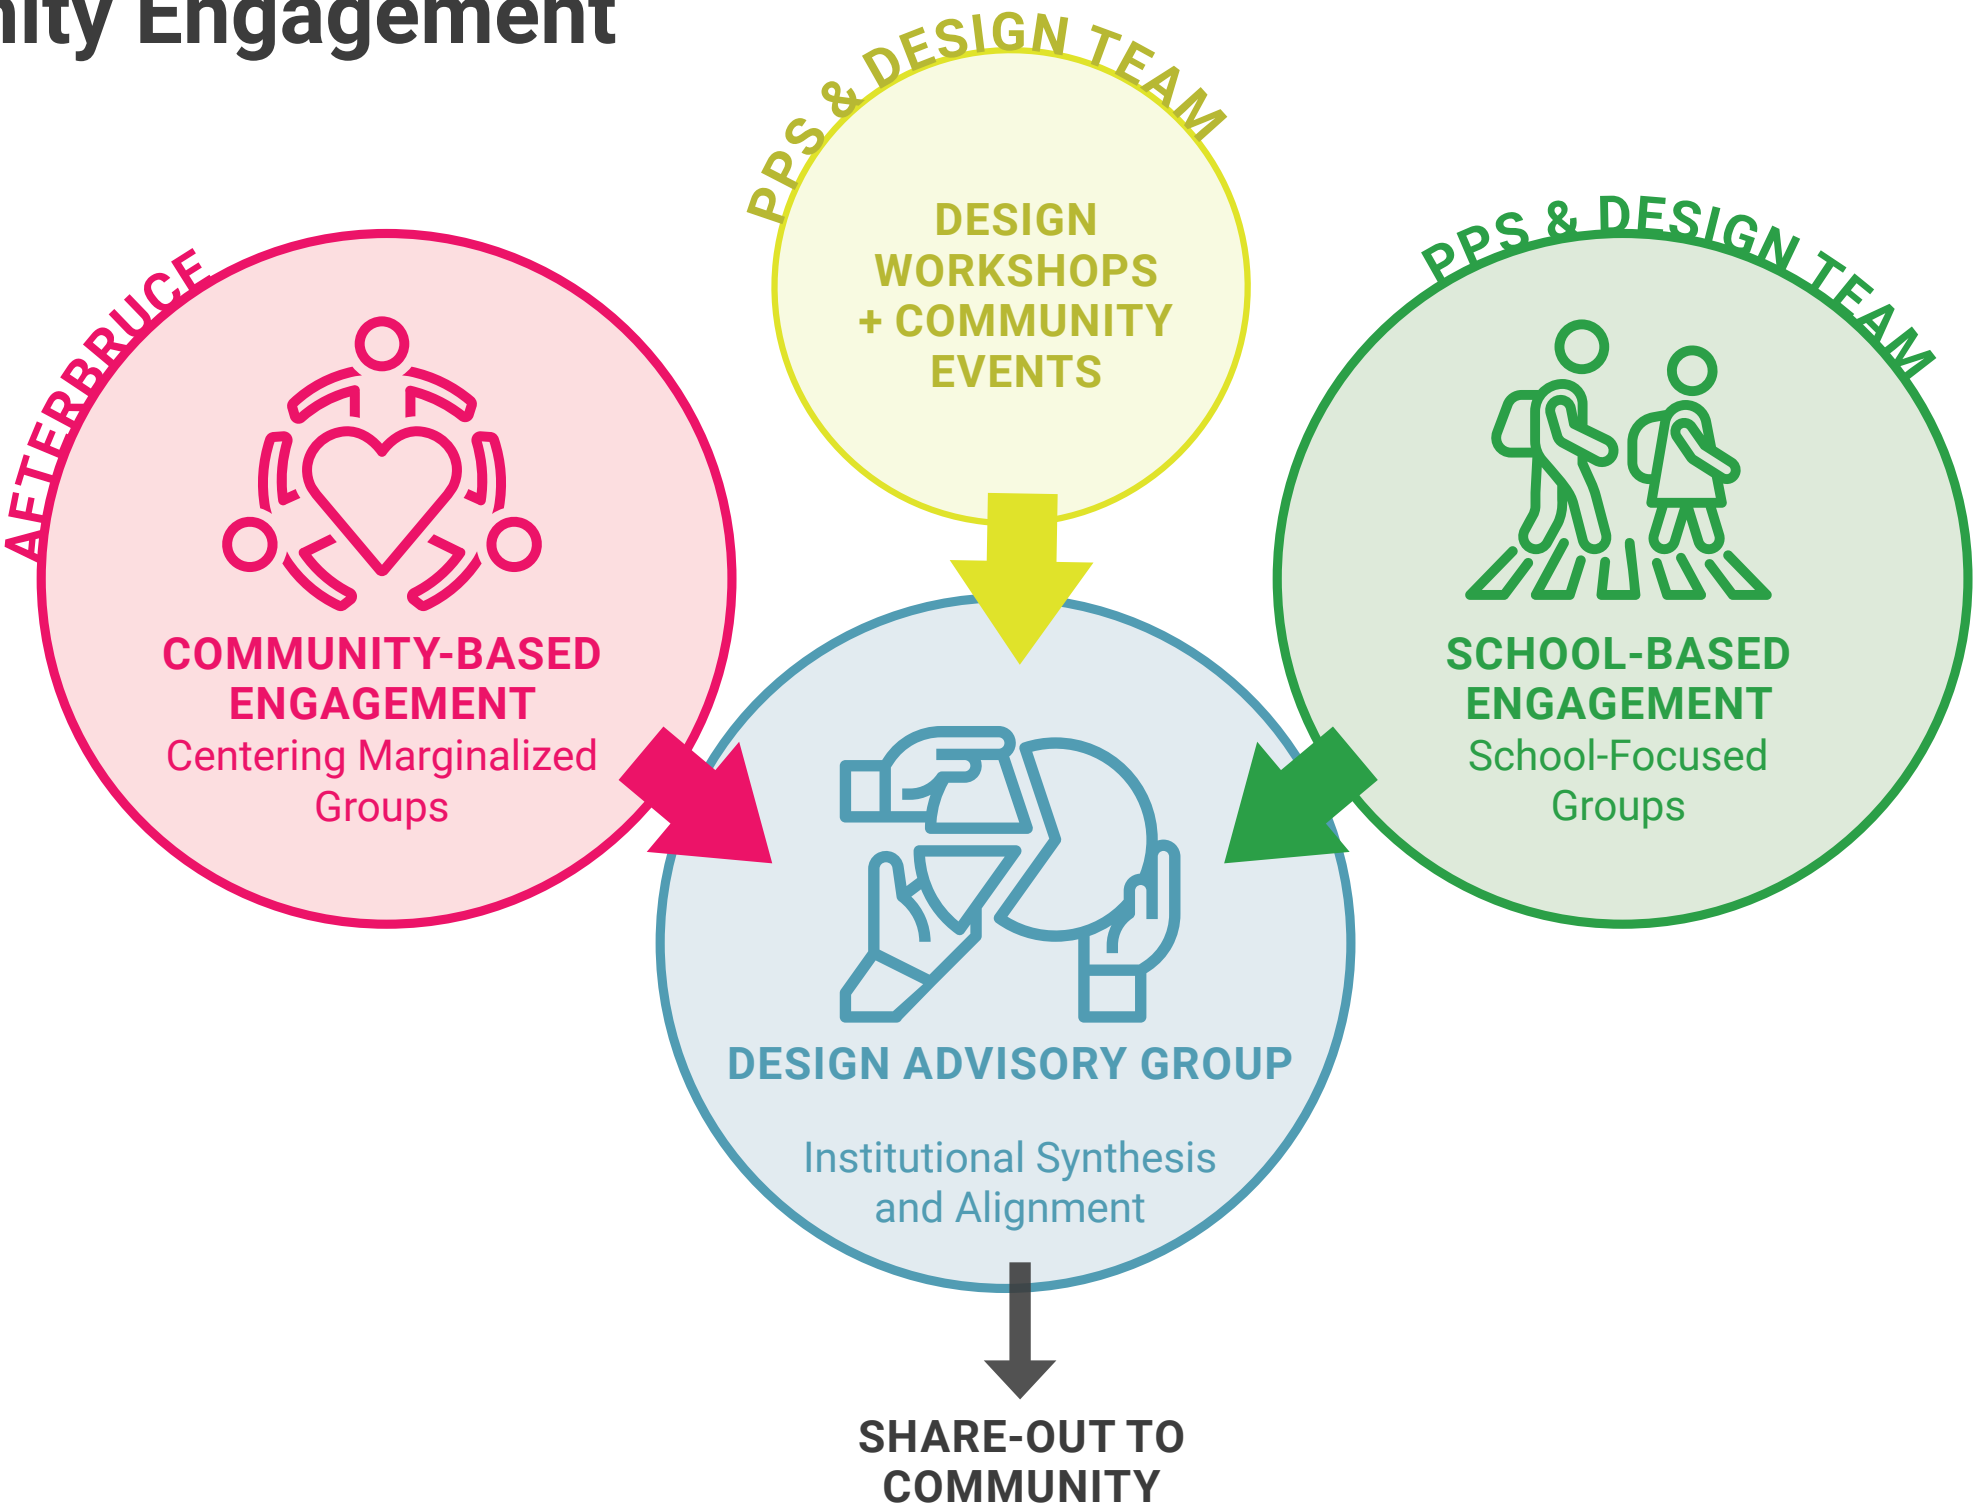 Engagement
PPS & DESIGN TEAM
DESIGN
WORKSHOPS
+ COMMUNITY
EVENTS
AFTERBRUCE
COMMUNITY-BASED
ENGAGEMENT
Centering Marginalized
Groups
PPS & DESIGN TEAM
SCHOOL-BASED
ENGAGEMENT
School-Focused
Groups
DESIGN ADVISORY GROUP
Institutional Synthesis
and Alignment
SHARE-OUT TO
COMMUNITY